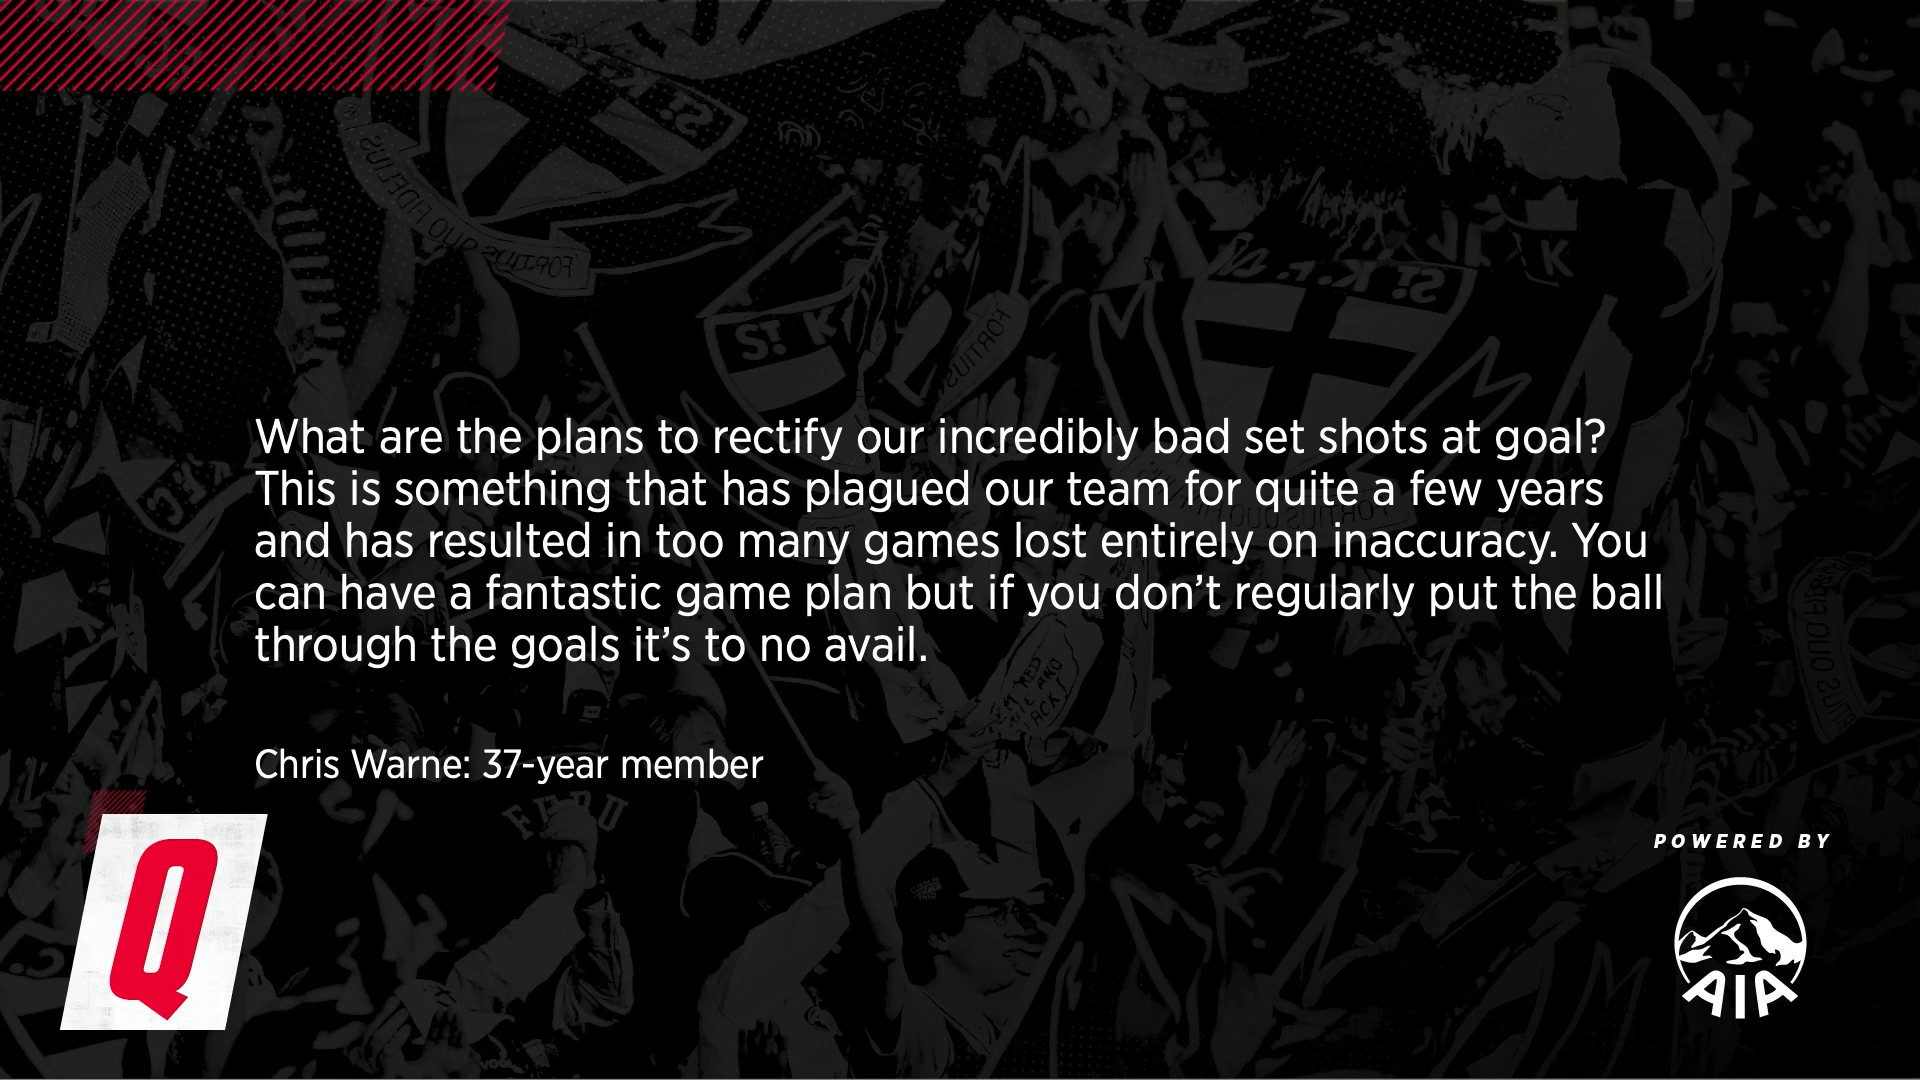 What are the plans to rectify our incredibly bad set shots at goal?
This is something that has plagued our team for quite a few years
and has resulted in too many games lost entirely on inaccuracy. You
can have a fantastic game plan but if you don’t regularly put the ball
through the goals it’s to no avail.
Chris Warne: 37-year member
Q
POWERED BY
AIA